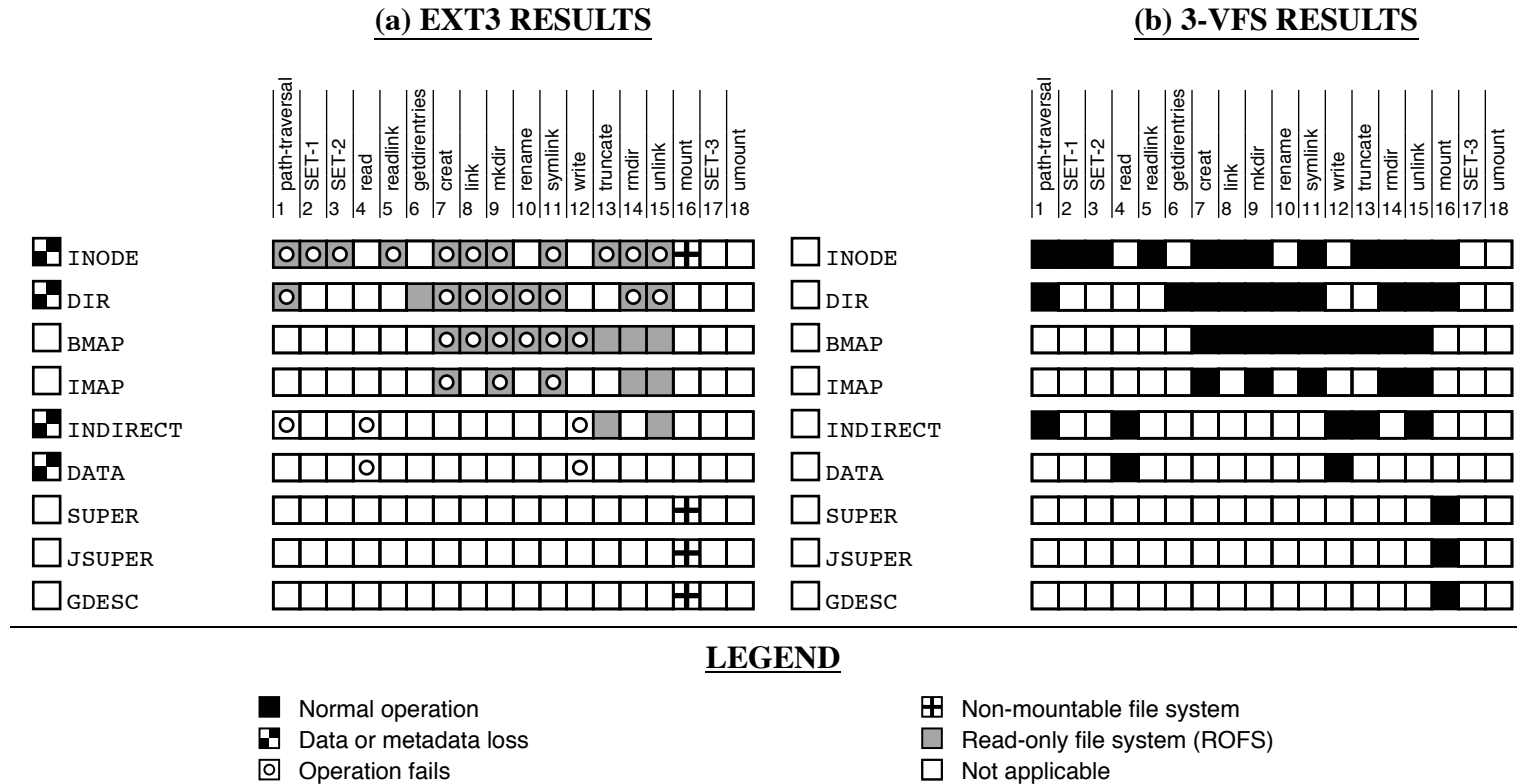 (a) EXT3 RESULTS
path-traversal
SET-1
SET-2
read
readlink
getdirentries
creat
link
mkdir
rename
symlink
write
truncate
rmdir
unlink
mount
SET-3
umount
1 2 3 4 5 6 7 8 9 10 11 12 13 14 15 16 17 18
INODE
DIR
BMAP
IMAP
INDIRECT
DATA
SUPER
JSUPER
GDESC
(b) 3-VFS RESULTS
path-traversal
SET-1
SET-2
read
readlink
getdirentries
creat
link
mkdir
rename
symlink
write
truncate
rmdir
unlink
mount
SET-3
umount
1 2 3 4 5 6 7 8 9 10 11 12 13 14 15 16 17 18
INODE
DIR
BMAP
IMAP
INDIRECT
DATA
SUPER
JSUPER
GDESC
LEGEND
Normal operation
Data or metadata loss
Operation fails
Non-mountable file system
Read-only file system (ROFS)
Not applicable